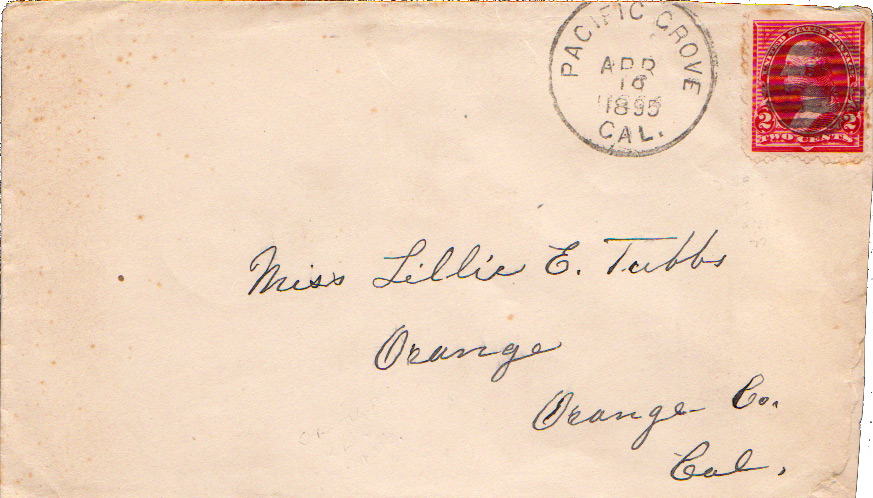 PACIFIC GROVE
APR
16
1895
CAL.
UNITED STATES POSTAGE
2 2
TWO CENTS
Miss Lillie E. Tubbs
Orange
Orange Co.
Cal.